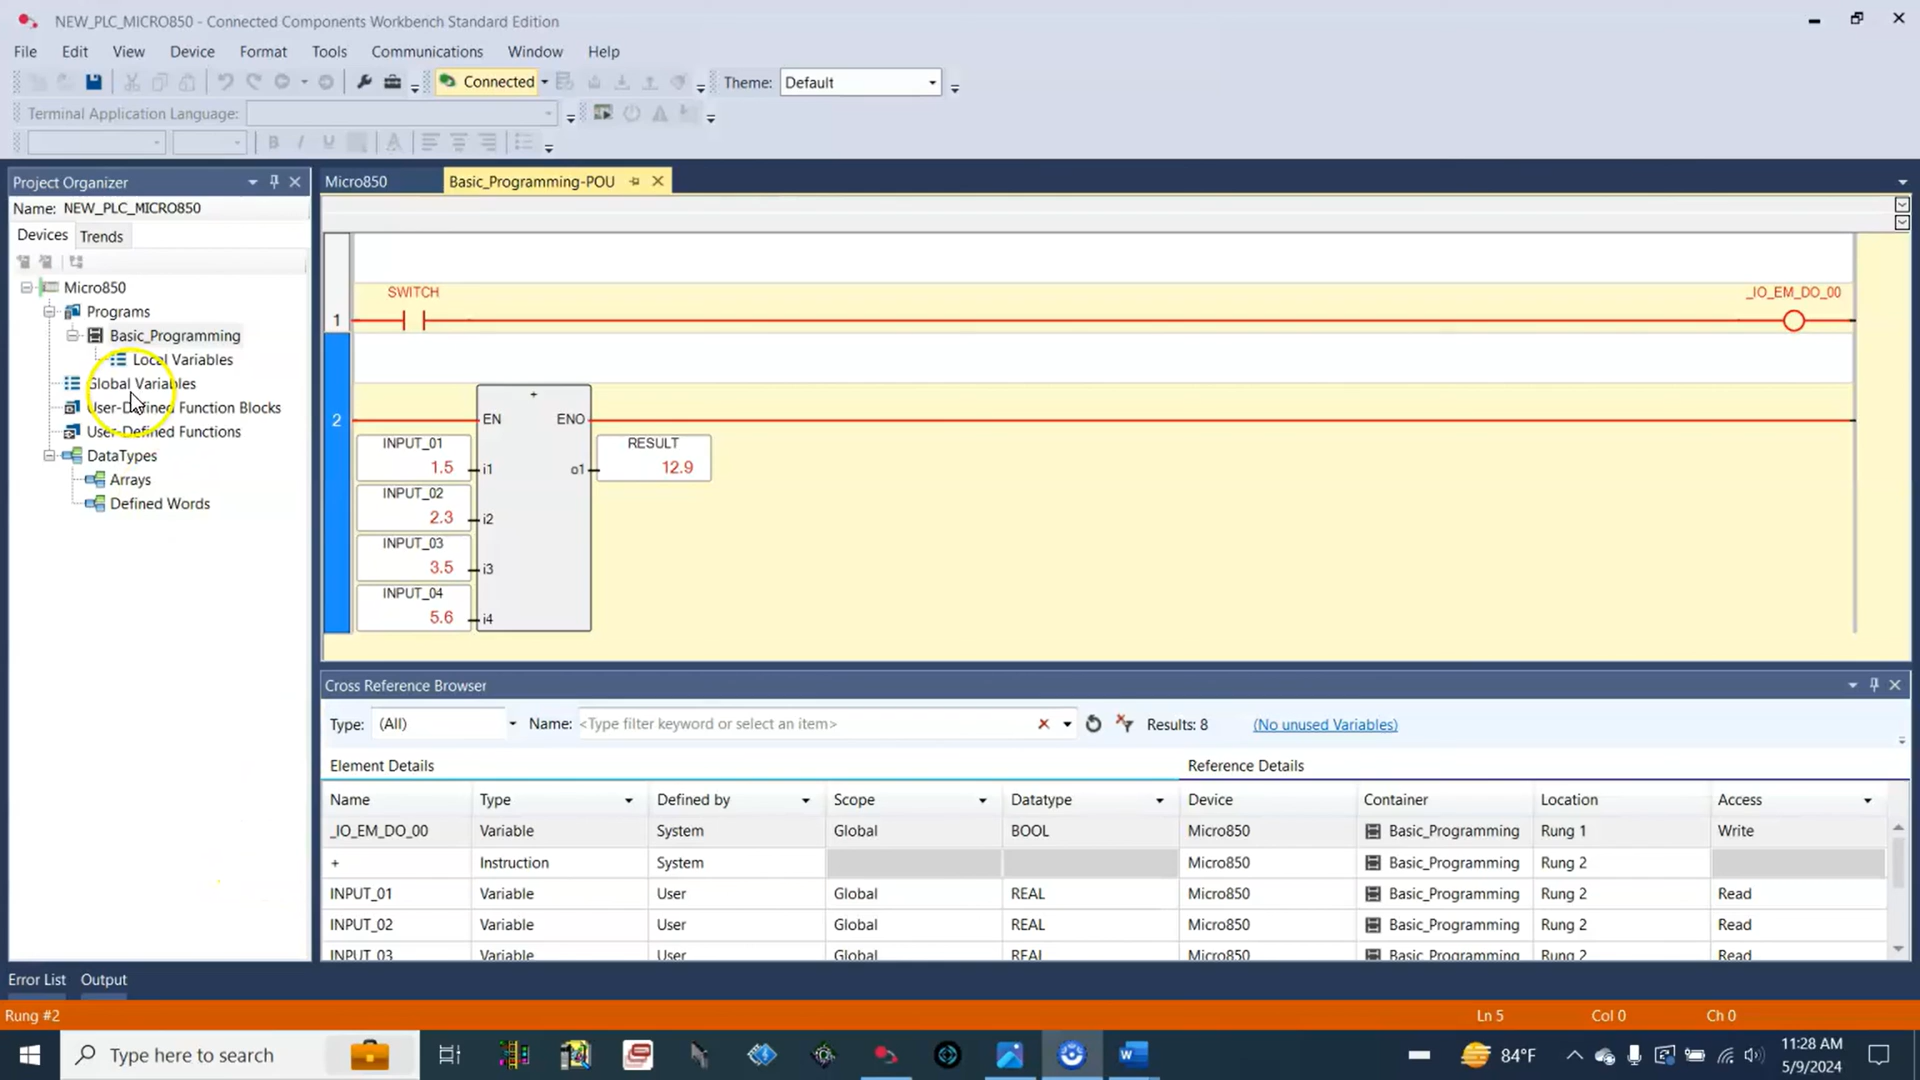 NEW_PLC_MICRO850 - Connected Components Workbench Standard Edition
File Edit View Device Format Tools Communications Window Help
Connected Theme: Default
Terminal Application Language:
B I U A
Project Organizer
Name: NEW_PLC_MICRO850
Devices Trends
Micro850
Programs
Basic_Programming
Local Variables
Global Variables
User-Defined Function Blocks
User-Defined Functions
DataTypes
Arrays
Defined Words
Micro850 Basic_Programming-POU
SWITCH _IO_EM_DO_00
1
+
2 EN ENO
INPUT_01 RESULT
1.5 i1 o1 12.9
INPUT_02
2.3 i2
INPUT_03
3.5 i3
INPUT_04
5.6 i4
Cross Reference Browser
Type: (All) Name: <Type filter keyword or select an item> Results: 8 (No unused Variables)
Element Details Reference Details
Name Type Defined by Scope Datatype Device Container Location Access
_IO_EM_DO_00 Variable System Global BOOL Micro850 Basic_Programming Rung 1 Write
+ Instruction System Micro850 Basic_Programming Rung 2
INPUT_01 Variable User Global REAL Micro850 Basic_Programming Rung 2 Read
INPUT_02 Variable User Global REAL Micro850 Basic_Programming Rung 2 Read
INPUT_03 Variable User Global REAL Micro850 Basic_Programming Rung 2 Read
Error List Output
Rung #2 Ln 5 Col 0 Ch 0
Type here to search 84°F 11:28 AM
5/9/2024